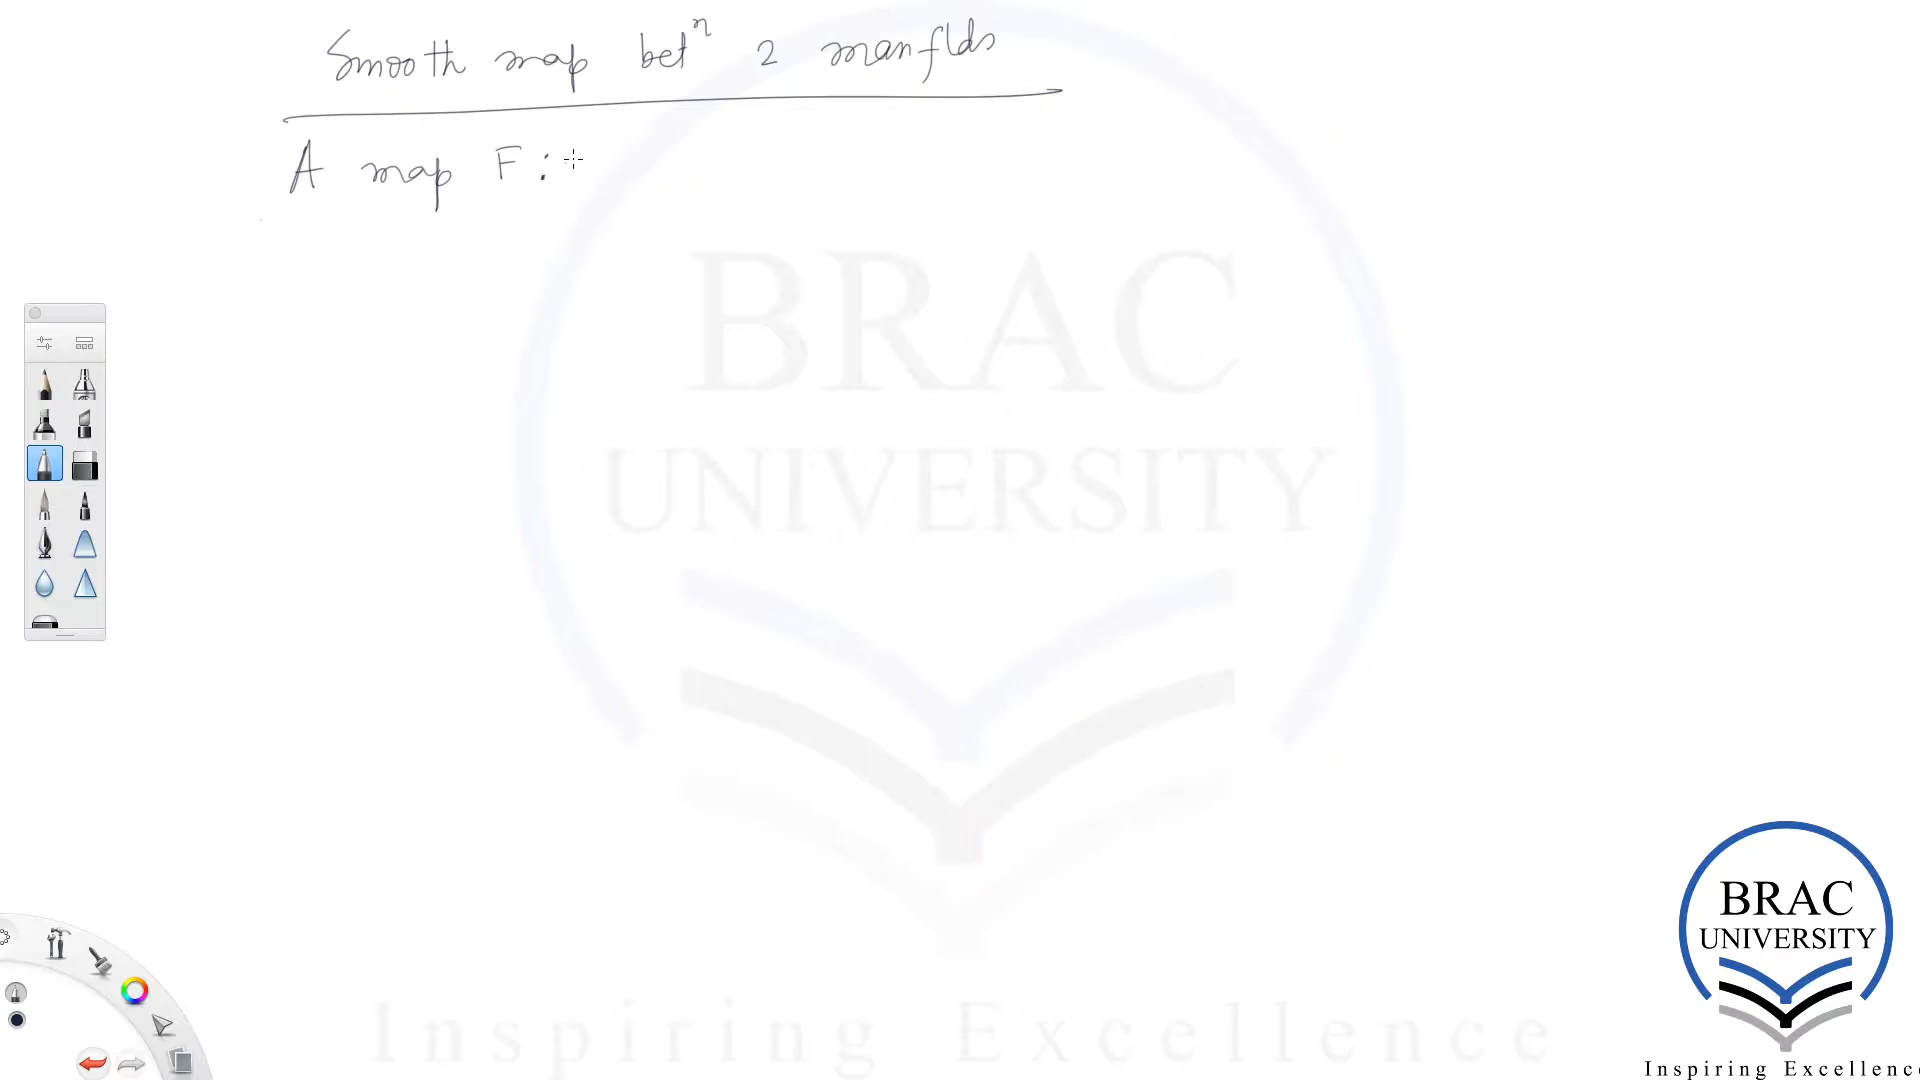 Smooth map betⁿ 2 manflds
A map F:
BRAC
UNIVERSITY
Inspiring Excellence
BRAC
UNIVERSITY
Inspiring Excellence